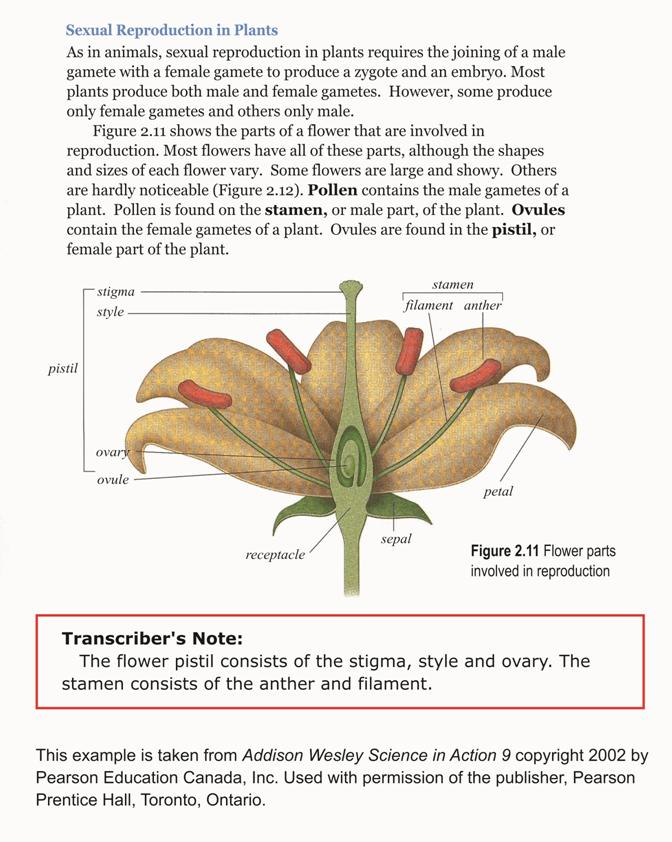 Sexual Reproduction in Plants
As in animals, sexual reproduction in plants requires the joining of a male
gamete with a female gamete to produce a zygote and an embryo. Most
plants produce both male and female gametes.  However, some produce
only female gametes and others only male.
Figure 2.11 shows the parts of a flower that are involved in
reproduction. Most flowers have all of these parts, although the shapes
and sizes of each flower vary.  Some flowers are large and showy.  Others
are hardly noticeable (Figure 2.12). Pollen contains the male gametes of a
plant.  Pollen is found on the stamen, or male part, of the plant.  Ovules
contain the female gametes of a plant.  Ovules are found in the pistil, or
female part of the plant.
stigma
style
stamen
filament anther
pistil
ovary
ovule
petal
sepal
receptacle
Figure 2.11 Flower parts
involved in reproduction
Transcriber's Note:
The flower pistil consists of the stigma, style and ovary. The
stamen consists of the anther and filament.
This example is taken from Addison Wesley Science in Action 9 copyright 2002 by
Pearson Education Canada, Inc. Used with permission of the publisher, Pearson
Prentice Hall, Toronto, Ontario.